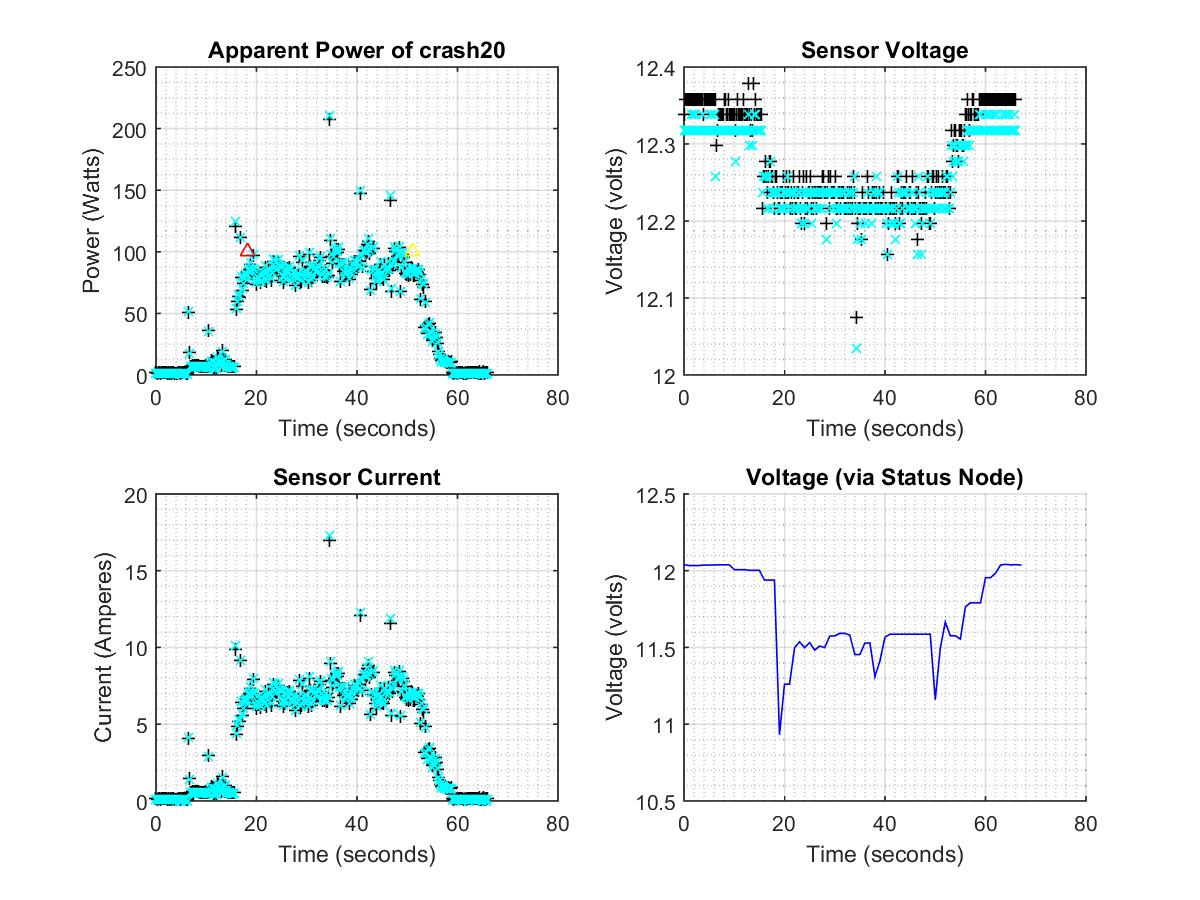 Apparent Power of crash20
250
200
150
100
50
0
Power (Watts)
0 20 40 60 80
Time (seconds)
Sensor Voltage
12.4
12.3
12.2
12.1
12
Voltage (volts)
0 20 40 60 80
Time (seconds)
Sensor Current
20
15
10
5
0
Current (Amperes)
0 20 40 60 80
Time (seconds)
Voltage (via Status Node)
12.5
12
11.5
11
10.5
Voltage (volts)
0 20 40 60 80
Time (seconds)